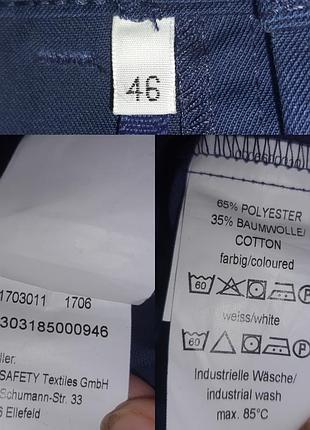 46
1703011 1706
303185000946
ller.
SAFETY Textiles GmbH
Schumann-Str. 33
6 Ellefeld
65% POLYESTER
35% BAUMWOLLE/
COTTON
farbig/coloured
60
weiss/white
60
Industrielle Wäsche/
industrial wash
max. 85°C